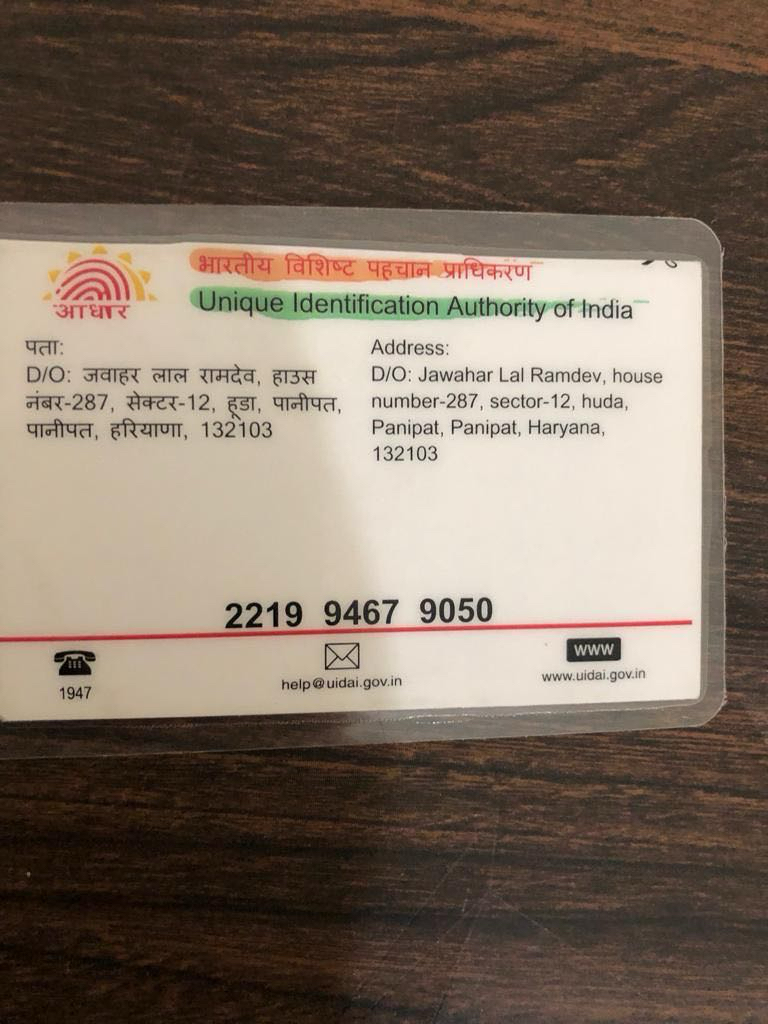 भारतीय विशिष्ट पहचान प्राधिकरण
आधार
Unique Identification Authority of India
पता:
D/O: जवाहर लाल रामदेव, हाउस
नंबर-287, सेक्टर-12, हूडा, पानीपत,
पानीपत, हरियाणा, 132103
Address:
D/O: Jawahar Lal Ramdev, house
number-287, sector-12, huda,
Panipat, Panipat, Haryana,
132103
2219 9467 9050
1947
help@uidai.gov.in
www
www.uidai.gov.in